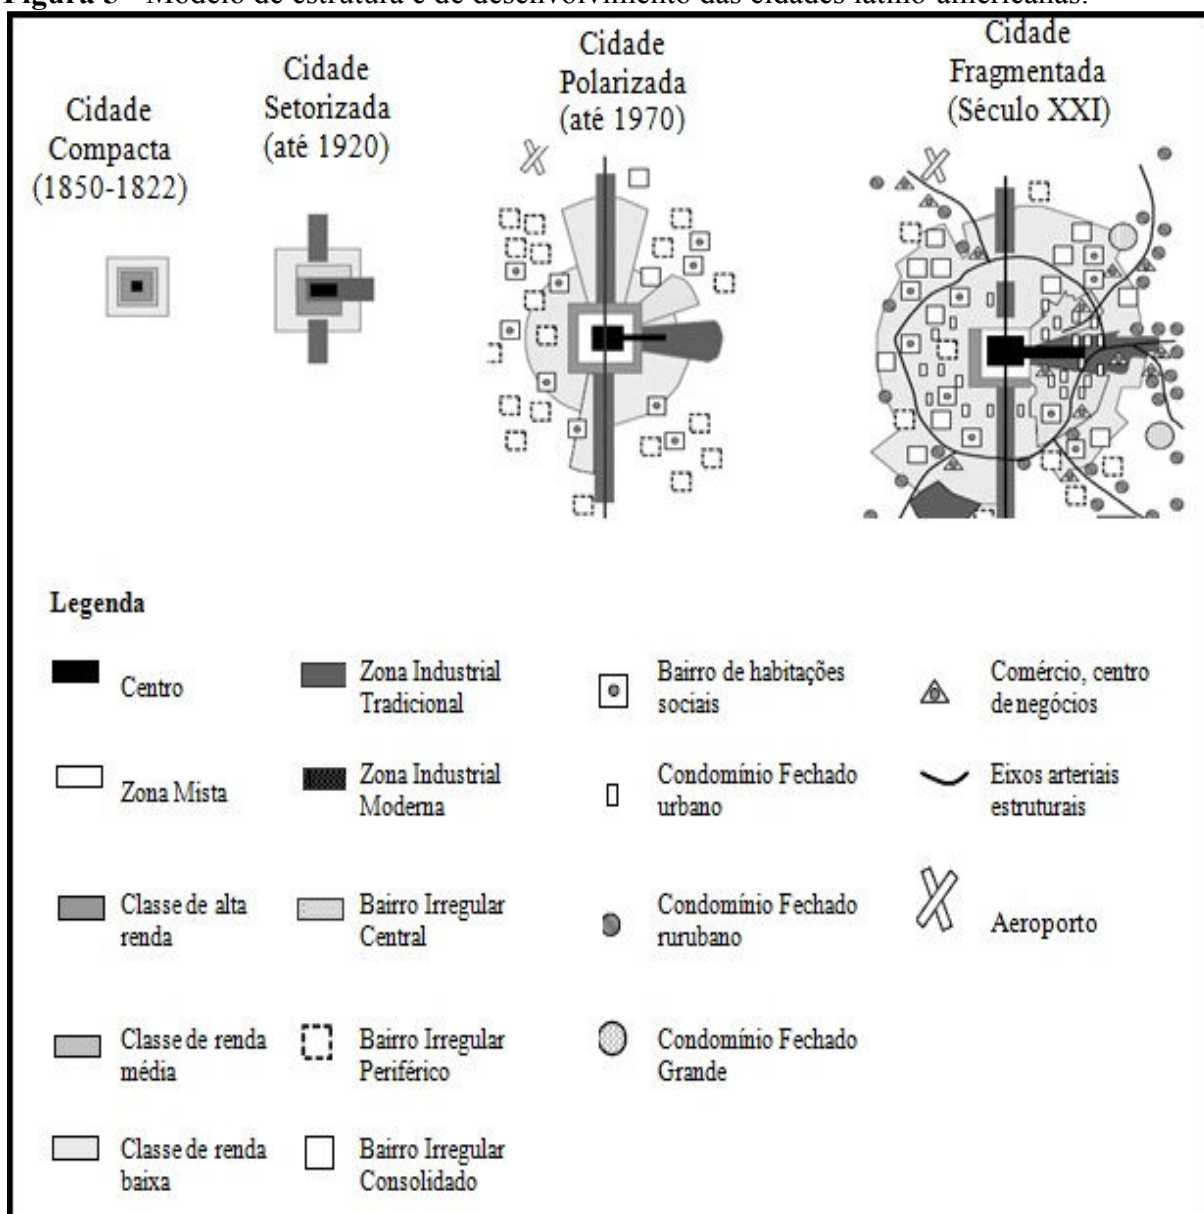 Figura 3 - Modelo de estrutura e de desenvolvimento das cidades latino-americanas.
Cidade
Compacta
(1850-1822)
Cidade
Setorizada
(até 1920)
Cidade
Polarizada
(até 1970)
Cidade
Fragmentada
(Século XXI)
Legenda
Centro
Zona Industrial
Tradicional
Bairro de habitações
sociais
Comércio, centro
de negócios
Zona Mista
Zona Industrial
Moderna
Condomínio Fechado
urbano
Eixos arteriais
estruturais
Classe de alta
renda
Bairro Irregular
Central
Condomínio Fechado
rurubano
Aeroporto
Classe de renda
média
Bairro Irregular
Periférico
Condomínio Fechado
Grande
Classe de renda
baixa
Bairro Irregular
Consolidado